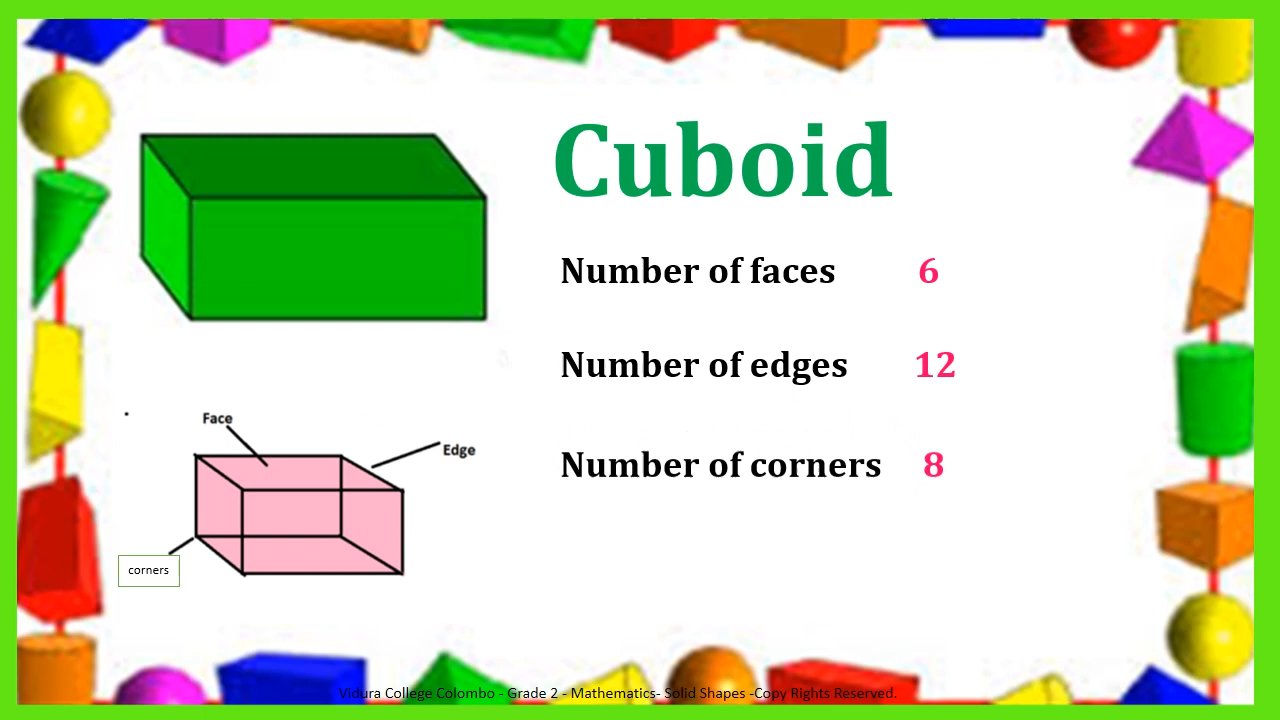 Cuboid
Number of faces 6
Number of edges 12
Number of corners 8
Face
Edge
corners
Vidura College Colombo - Grade 2 - Mathematics- Solid Shapes -Copy Rights Reserved.